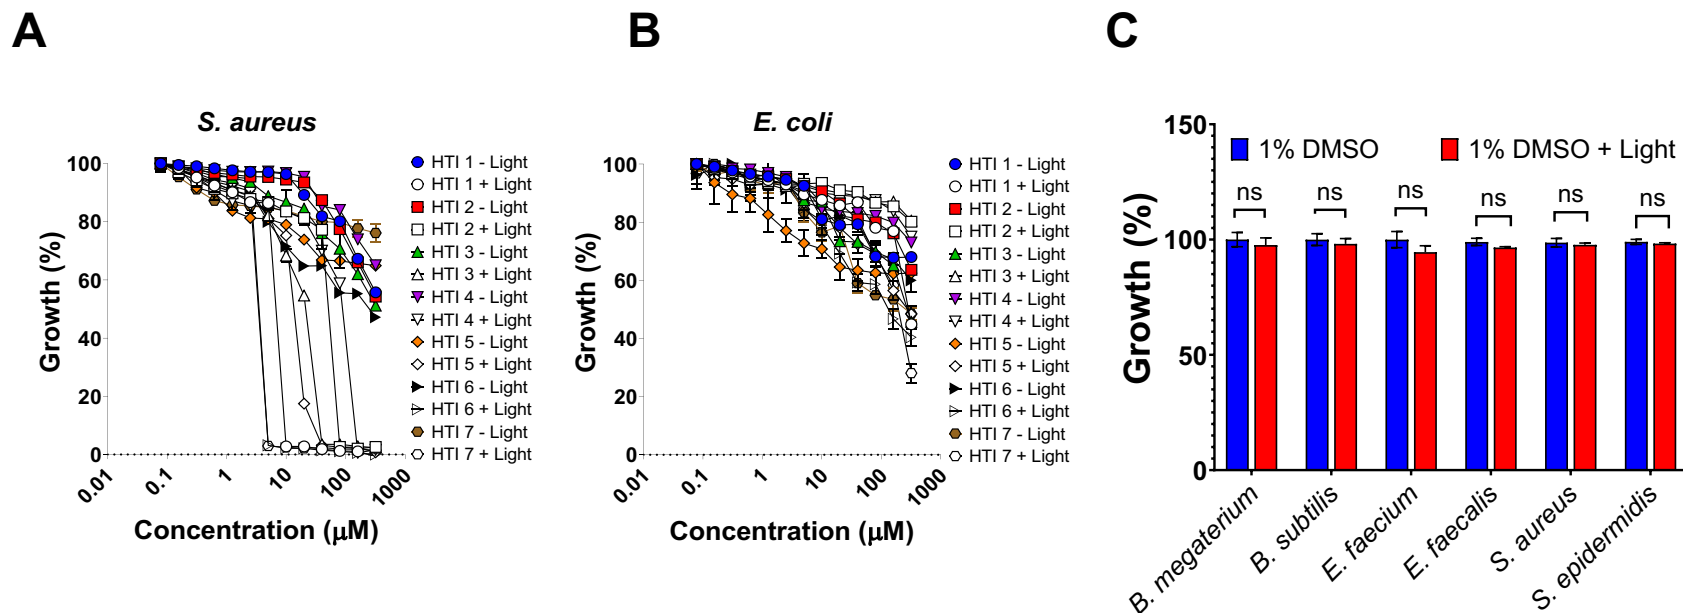 A
B
C
S. aureus
Growth (%)
100
80
60
40
20
0
0.01
0.1
1
10
100
1000
Concentration (μM)
HTI 1 - Light
HTI 1 + Light
HTI 2 - Light
HTI 2 + Light
HTI 3 - Light
HTI 3 + Light
HTI 4 - Light
HTI 4 + Light
HTI 5 - Light
HTI 5 + Light
HTI 6 - Light
HTI 6 + Light
HTI 7 - Light
HTI 7 + Light
E. coli
Growth (%)
100
80
60
40
20
0
0.01
0.1
1
10
100
1000
Concentration (μM)
HTI 1 - Light
HTI 1 + Light
HTI 2 - Light
HTI 2 + Light
HTI 3 - Light
HTI 3 + Light
HTI 4 - Light
HTI 4 + Light
HTI 5 - Light
HTI 5 + Light
HTI 6 - Light
HTI 6 + Light
HTI 7 - Light
HTI 7 + Light
1% DMSO
1% DMSO + Light
Growth (%)
150
100
50
0
ns
ns
ns
ns
ns
ns
B. megaterium
B. subtilis
E. faecium
E. faecalis
S. aureus
S. epidermidis